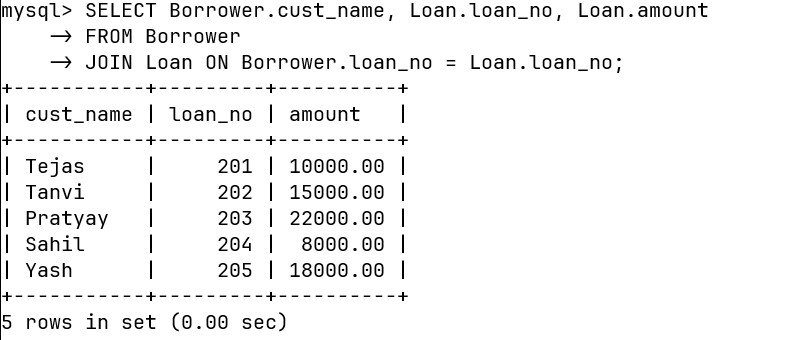 mysql> SELECT Borrower.cust_name, Loan.loan_no, Loan.amount
    -> FROM Borrower
    -> JOIN Loan ON Borrower.loan_no = Loan.loan_no;
+-----------+---------+----------+
| cust_name | loan_no | amount   |
+-----------+---------+----------+
| Tejas     |     201 | 10000.00 |
| Tanvi     |     202 | 15000.00 |
| Pratyay   |     203 | 22000.00 |
| Sahil     |     204 |  8000.00 |
| Yash      |     205 | 18000.00 |
+-----------+---------+----------+
5 rows in set (0.00 sec)